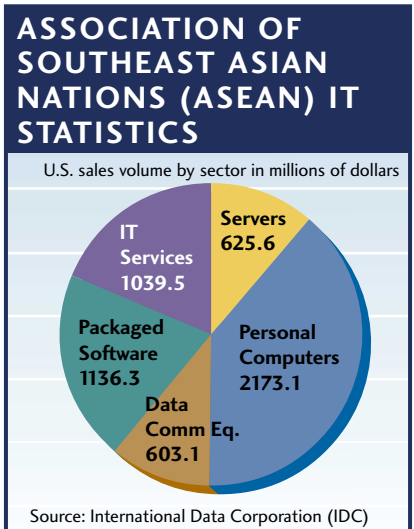 ASSOCIATION OF
SOUTHEAST ASIAN
NATIONS (ASEAN) IT
STATISTICS
U.S. sales volume by sector in millions of dollars
Servers
625.6
IT
Services
1039.5
Personal
Computers
2173.1
Packaged
Software
1136.3
Data
Comm Eq.
603.1
Source: International Data Corporation (IDC)